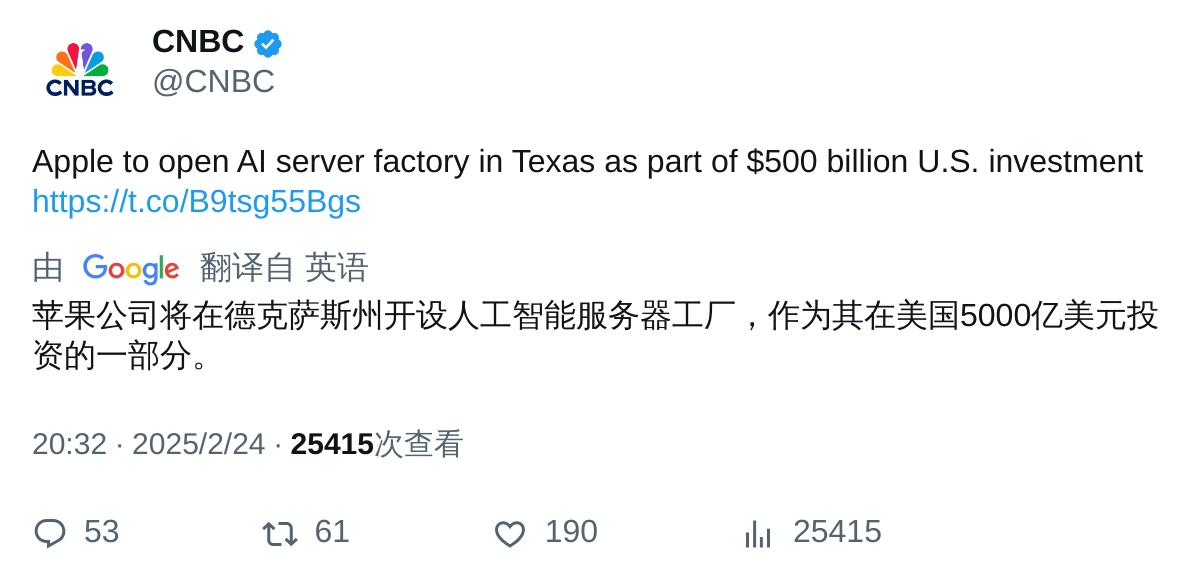 CNBC
CNBC
@CNBC
Apple to open AI server factory in Texas as part of $500 billion U.S. investment
https://t.co/B9tsg55Bgs
由 Google 翻译自 英语
苹果公司将在德克萨斯州开设人工智能服务器工厂，作为其在美国5000亿美元投
资的一部分。
20:32 · 2025/2/24 · 25415次查看
53 61 190 25415